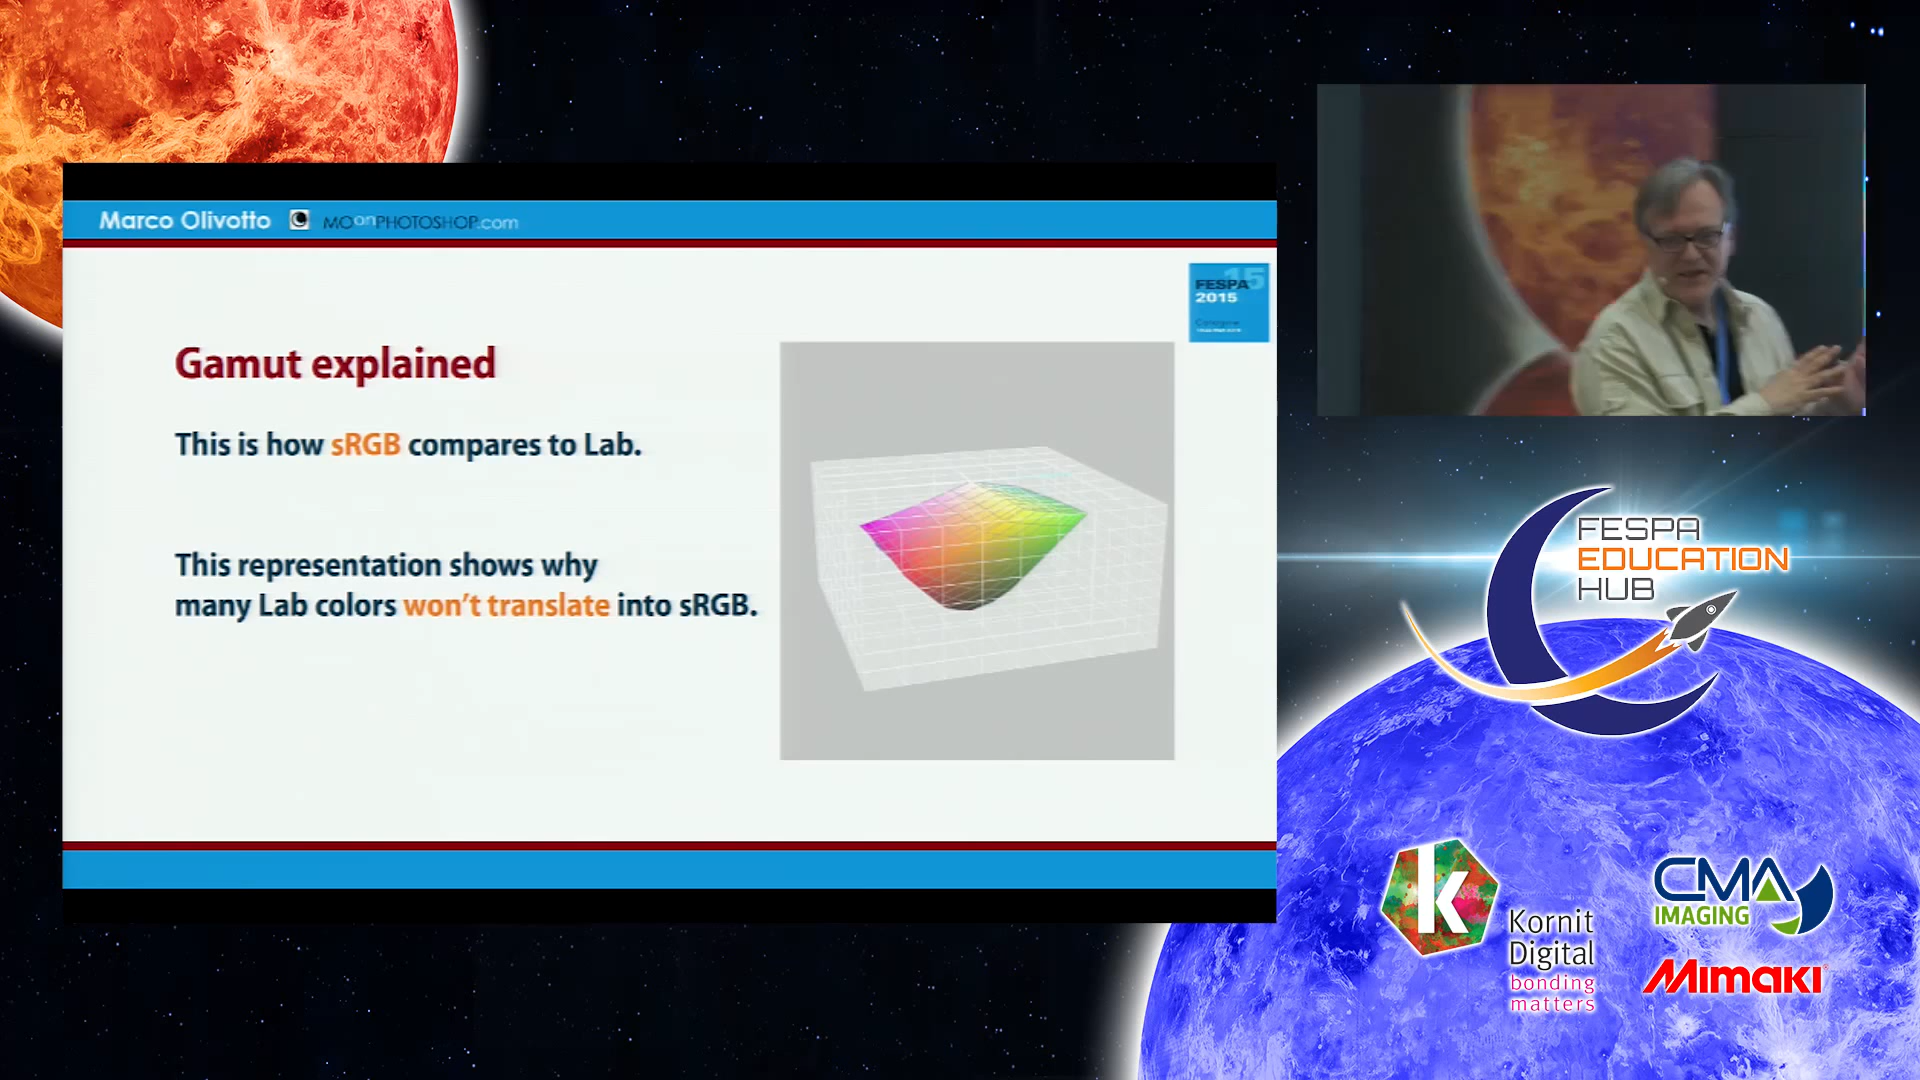 Marco Olivotto
MOonPHOTOSHOP.com
15
FESPA
2015
Gamut explained
This is how sRGB compares to Lab.
This representation shows why
many Lab colors won't translate into sRGB.
FESPA
EDUCATION
HUB
k
Kornit
Digital
bonding
matters
CMA
IMAGING
Mimaki